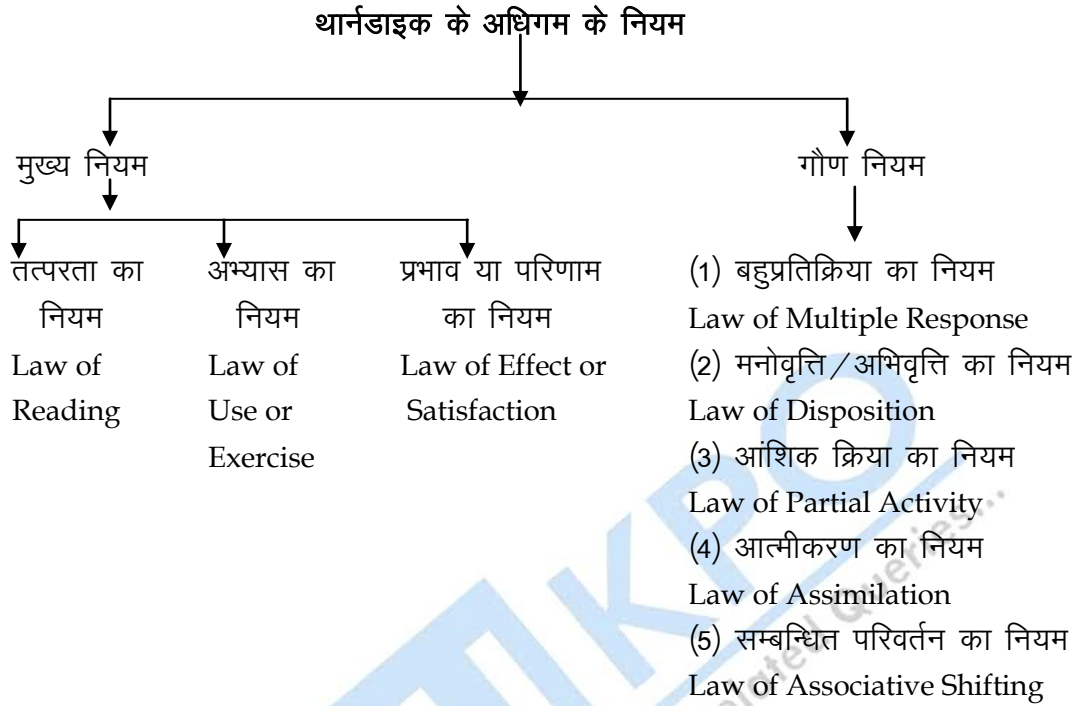 थार्नडाइक के अधिगम के नियम
मुख्य नियम
गौण नियम
तत्परता का
नियम
Law of
Reading
अभ्यास का
नियम
Law of
Use or
Exercise
प्रभाव या परिणाम
का नियम
Law of Effect or
Satisfaction
(1) बहुप्रतिक्रिया का नियम
Law of Multiple Response
(2) मनोवृत्ति/अभिवृत्ति का नियम
Law of Disposition
(3) आंशिक क्रिया का नियम
Law of Partial Activity
(4) आत्मीकरण का नियम
Law of Assimilation
(5) सम्बन्धित परिवर्तन का नियम
Law of Associative Shifting
KPO
Queries...